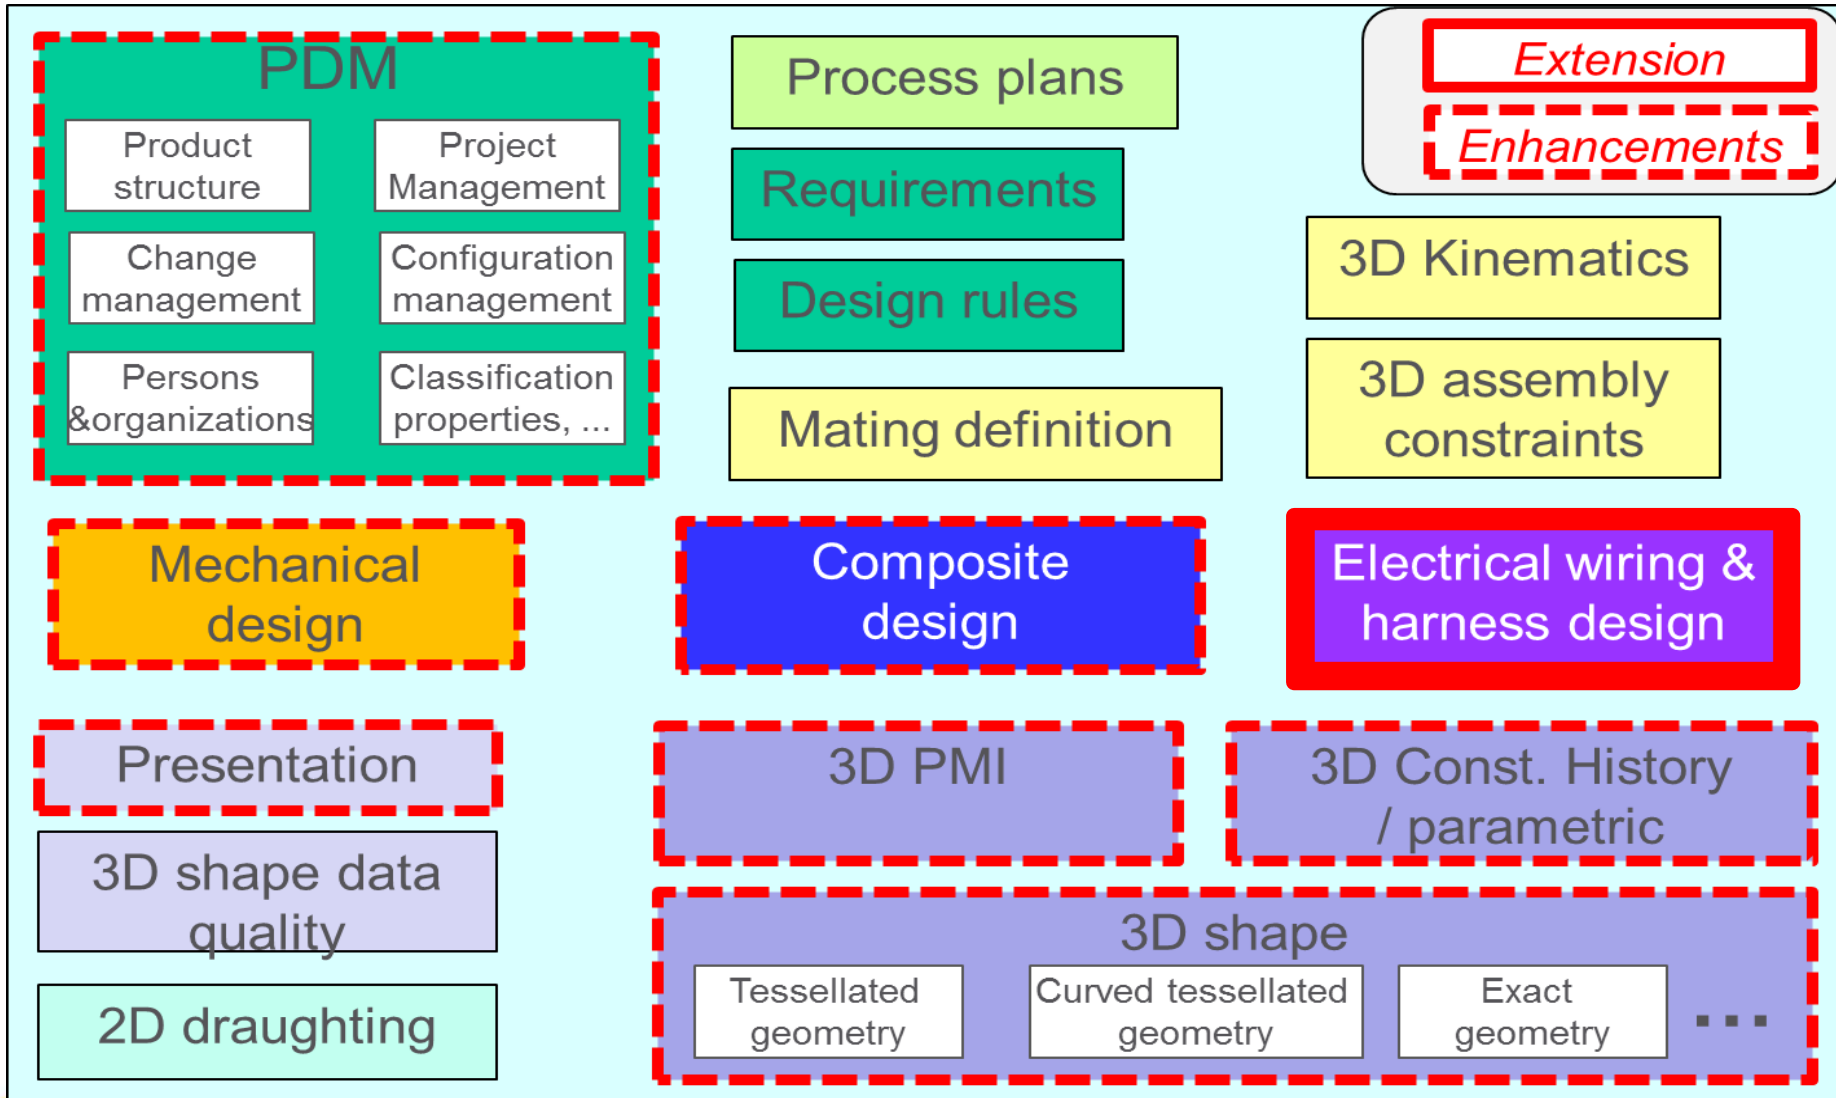 PDM
Product
structure
Project
Management
Change
management
Configuration
management
Persons
&organizations
Classification
properties, ...
Process plans
Requirements
Design rules
Mating definition
Extension
Enhancements
3D Kinematics
3D assembly
constraints
Mechanical
design
Composite
design
Electrical wiring &
harness design
Presentation
3D shape data
quality
2D draughting
3D PMI
3D Const. History
/ parametric
3D shape
Tessellated
geometry
Curved tessellated
geometry
Exact
geometry
...